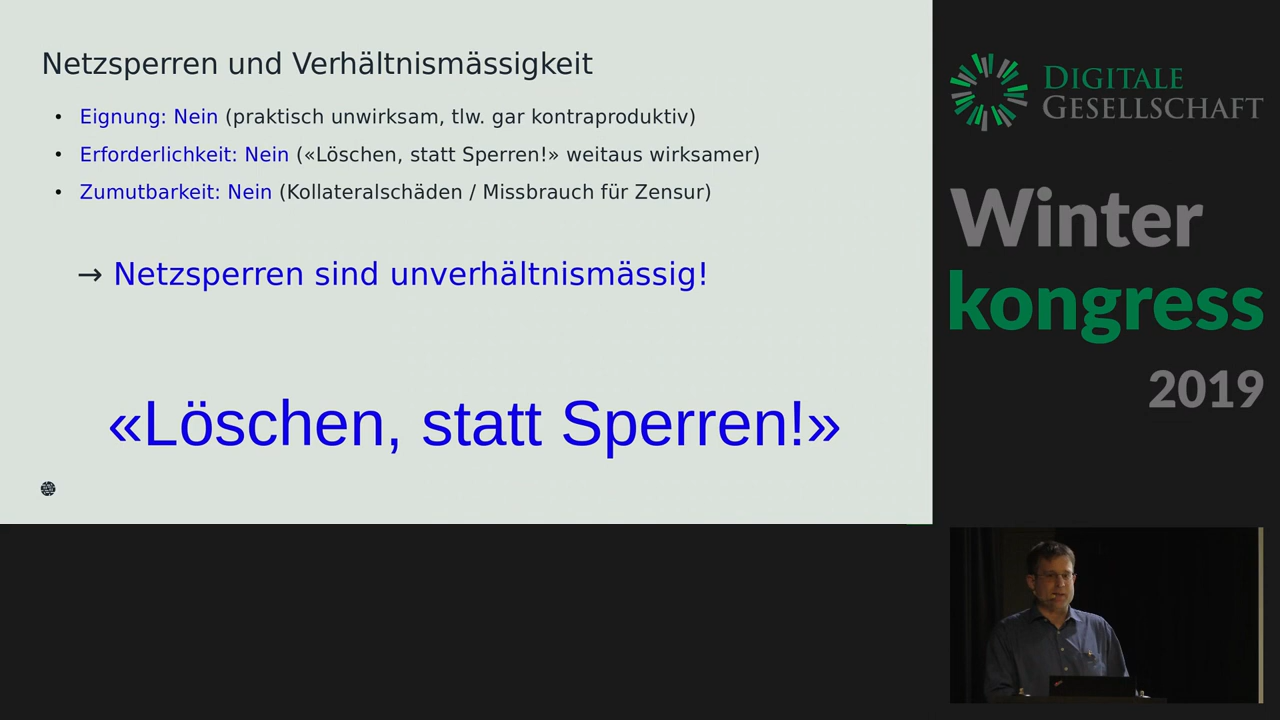 Netzsperren und Verhältnismässigkeit
• Eignung: Nein (praktisch unwirksam, tlw. gar kontraproduktiv)
• Erforderlichkeit: Nein («Löschen, statt Sperren!» weitaus wirksamer)
• Zumutbarkeit: Nein (Kollateralschäden / Missbrauch für Zensur)
→ Netzsperren sind unverhältnismässig!
«Löschen, statt Sperren!»
DIGITALE
GESELLSCHAFT
Winter
kongress
2019